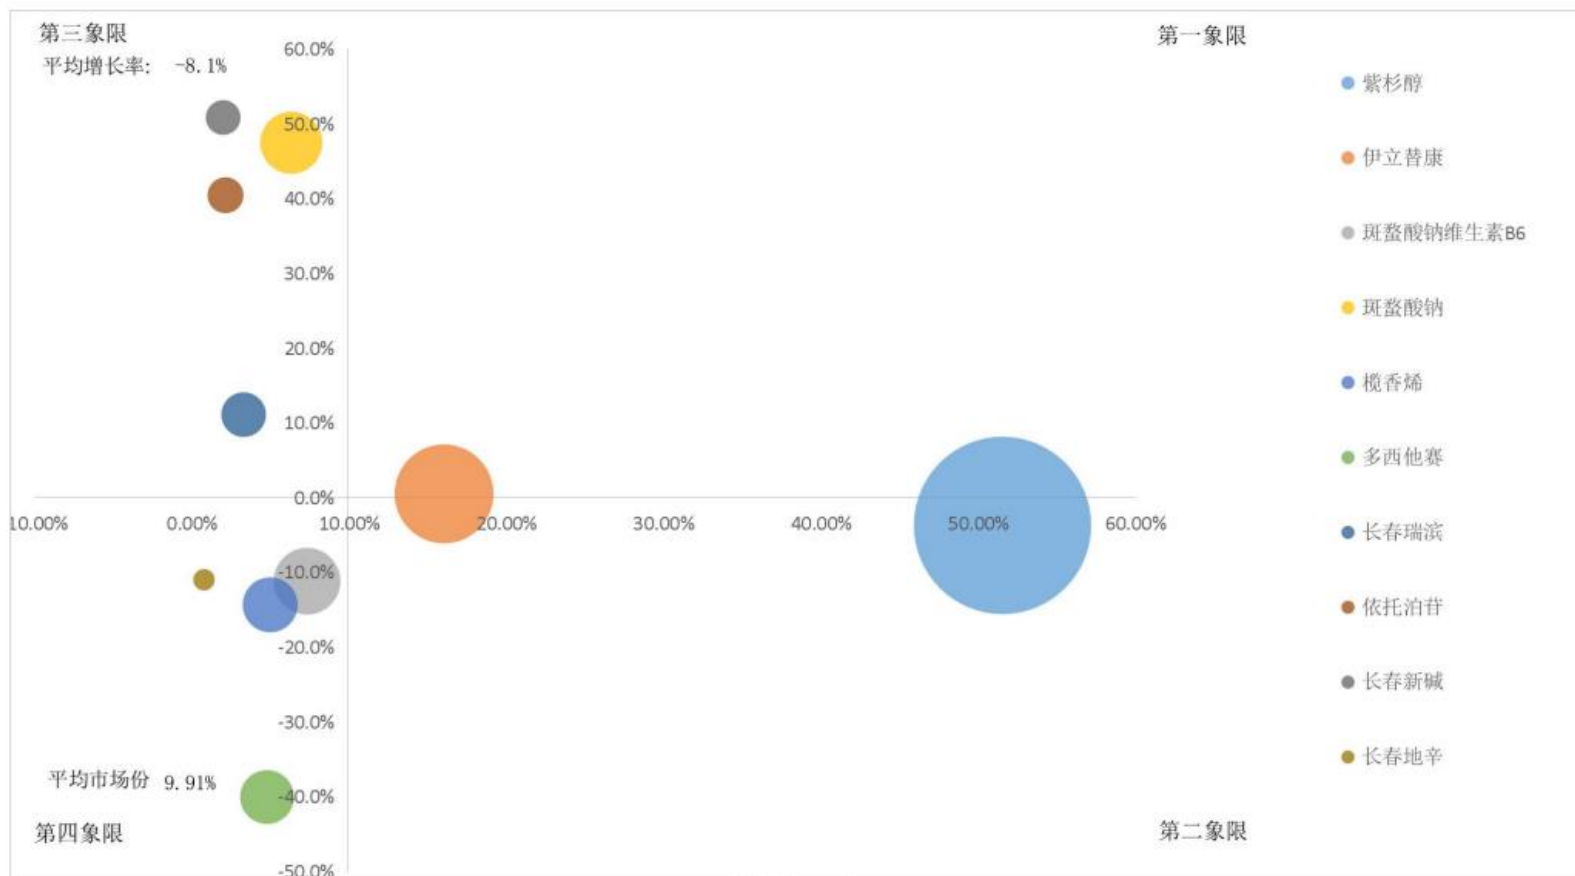 第三象限
平均增长率: -8.1%
第一象限
60.0%
50.0%
40.0%
30.0%
20.0%
10.0%
0.0%
10.00% 0.00% 10.00% 20.00% 30.00% 40.00% 50.00% 60.00%
-10.0%
-20.0%
-30.0%
-40.0%
-50.0%
紫杉醇
伊立替康
斑蝥酸钠维生素B6
斑蝥酸钠
榄香烯
多西他赛
长春瑞滨
依托泊苷
长春新碱
长春地辛
平均市场份 9.91%
第四象限
第二象限